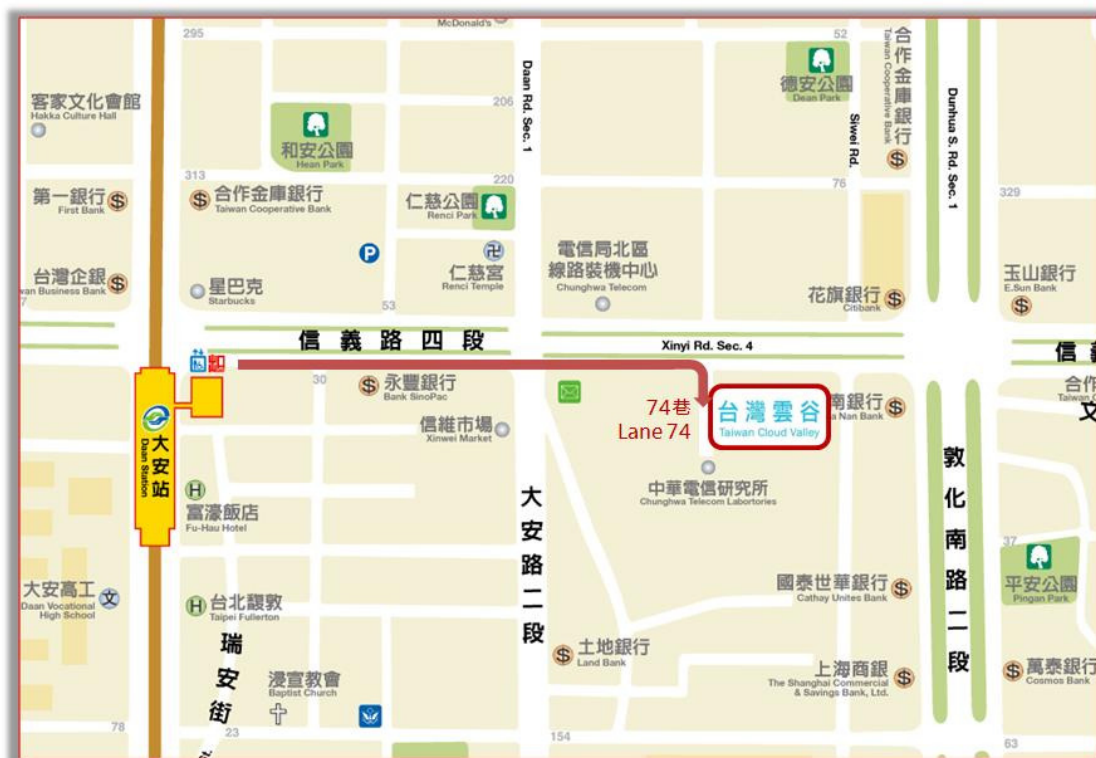 295
McDonald's
52
合作金庫銀行
Taiwan Cooperative Bank
德安公園
Dean Park
Daan Rd. Sec. 1
Siwei Rd.
Dunhua S. Rd. Sec. 1
客家文化會館
Hakka Culture Hall
206
和安公園
Hean Park
313
220
76
329
第一銀行
First Bank
合作金庫銀行
Taiwan Cooperative Bank
仁慈公園
Renci Park
P
仁慈宮
Renci Temple
電信局北區
線路裝機中心
Chunghwa Telecom
台灣企銀
wan Business Bank
7
星巴克
Starbucks
53
花旗銀行
Citibank
玉山銀行
E.Sun Bank
信義路四段
Xinyi Rd. Sec. 4
信義
30
永豐銀行
Bank SinoPac
信維市場
Xinwei Market
74巷
Lane 74
台灣雲谷
Taiwan Cloud Valley
南銀行
a Nan Bank
合作
Taiwan C
文
大安站
Daan Station
中華電信研究所
Chunghwa Telecom Labortories
H
富濠飯店
Fu-Hau Hotel
大安路二段
敦化南路二段
37
平安公園
Pingan Park
大安高工
Daan Vocational
High School
文
H
台北馥敦
Taipei Fullerton
國泰世華銀行
Cathay Unites Bank
瑞安街
土地銀行
Land Bank
浸宣教會
Baptist Church
上海商銀
The Shanghai Commercial
& Savings Bank, Ltd.
萬泰銀行
Cosmos Bank
78
23
154
63